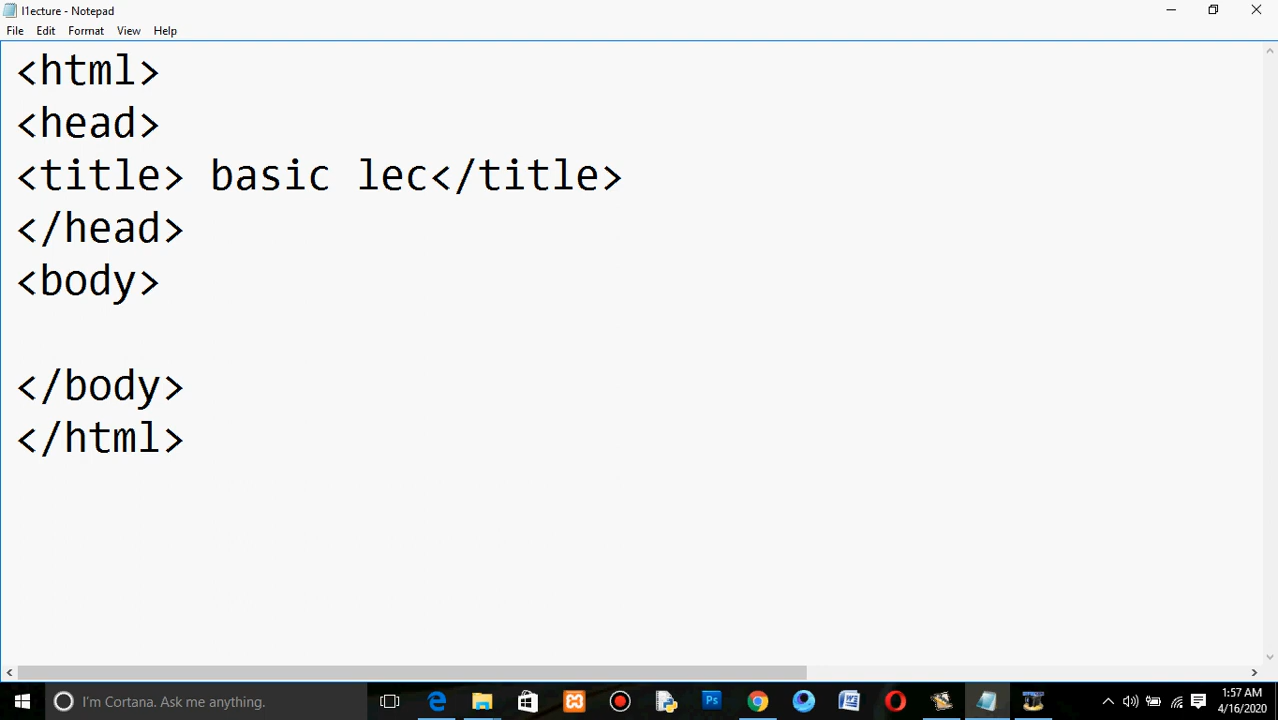 l1ecture - Notepad
File Edit Format View Help
<html>
<head>
<title> basic lec</title>
</head>
<body>
</body>
</html>
I'm Cortana. Ask me anything.
Ps
1:57 AM
4/16/2020